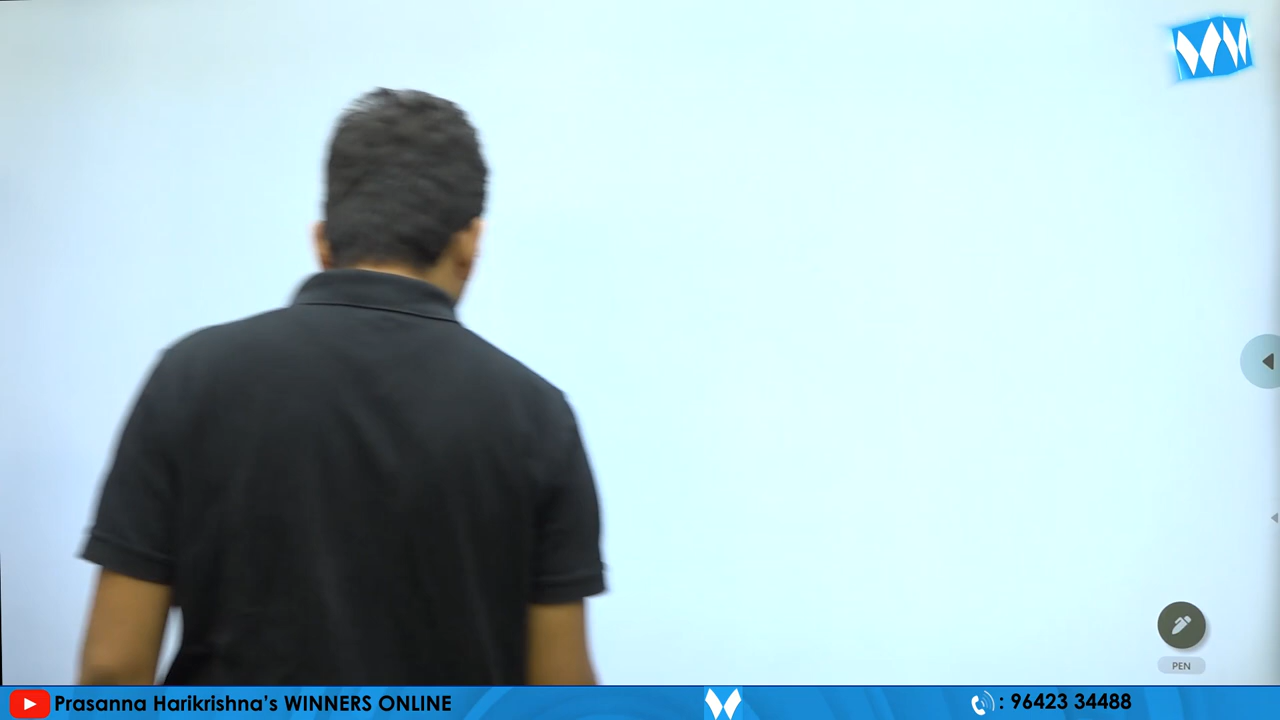 W
PEN
Prasanna Harikrishna's WINNERS ONLINE
W
: 96423 34488